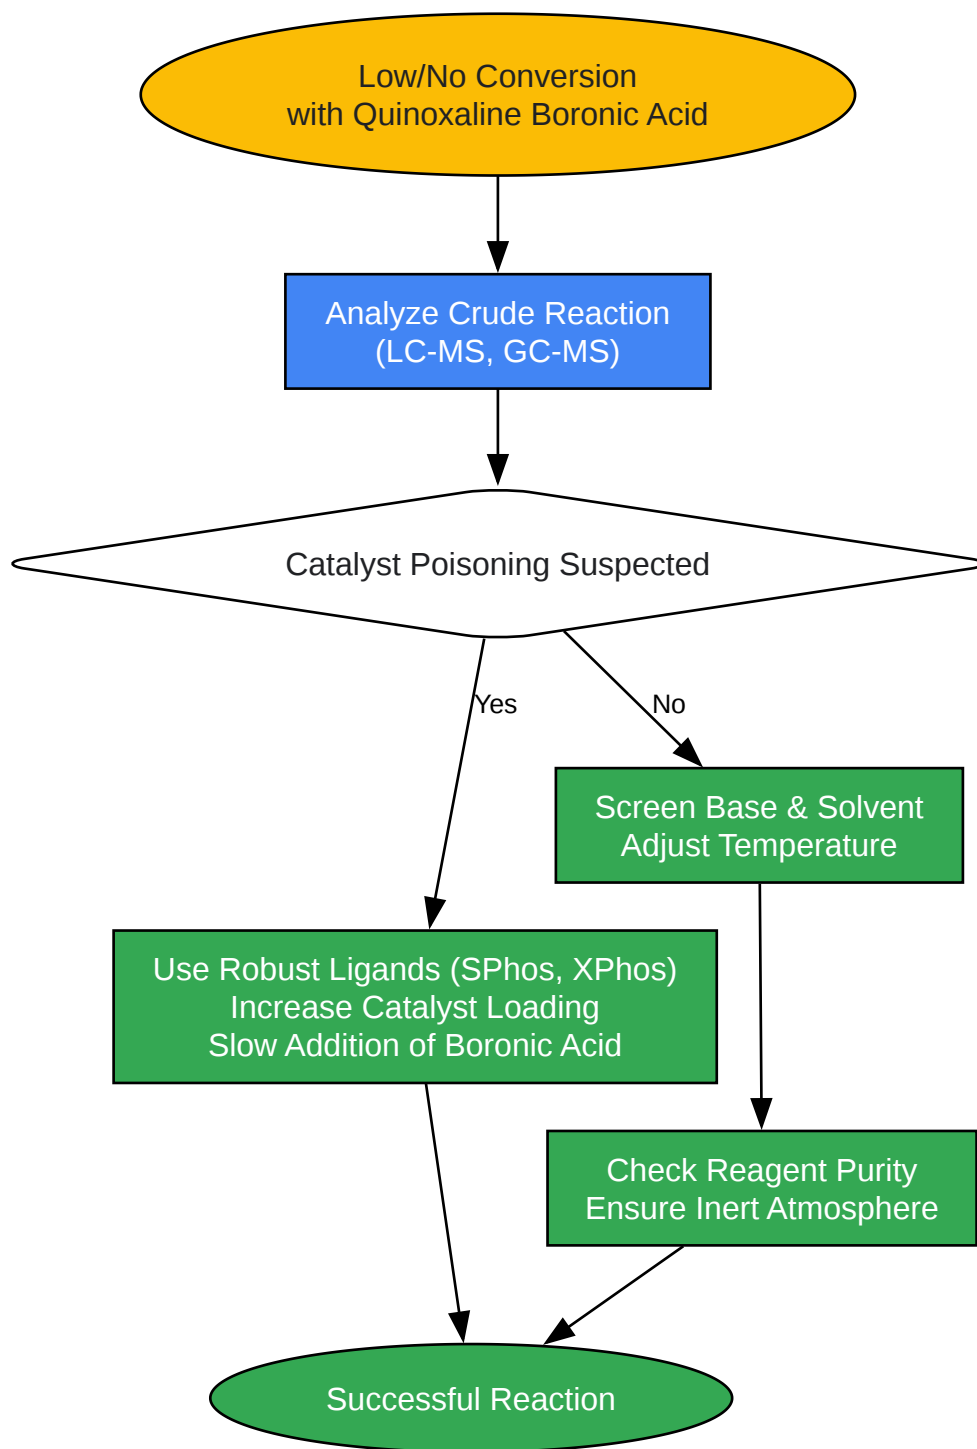 Low/No Conversion
with Quinoxaline Boronic Acid
Analyze Crude Reaction
(LC-MS, GC-MS)
Catalyst Poisoning Suspected
Yes
No
Screen Base & Solvent
Adjust Temperature
Use Robust Ligands (SPhos, XPhos)
Increase Catalyst Loading
Slow Addition of Boronic Acid
Check Reagent Purity
Ensure Inert Atmosphere
Successful Reaction